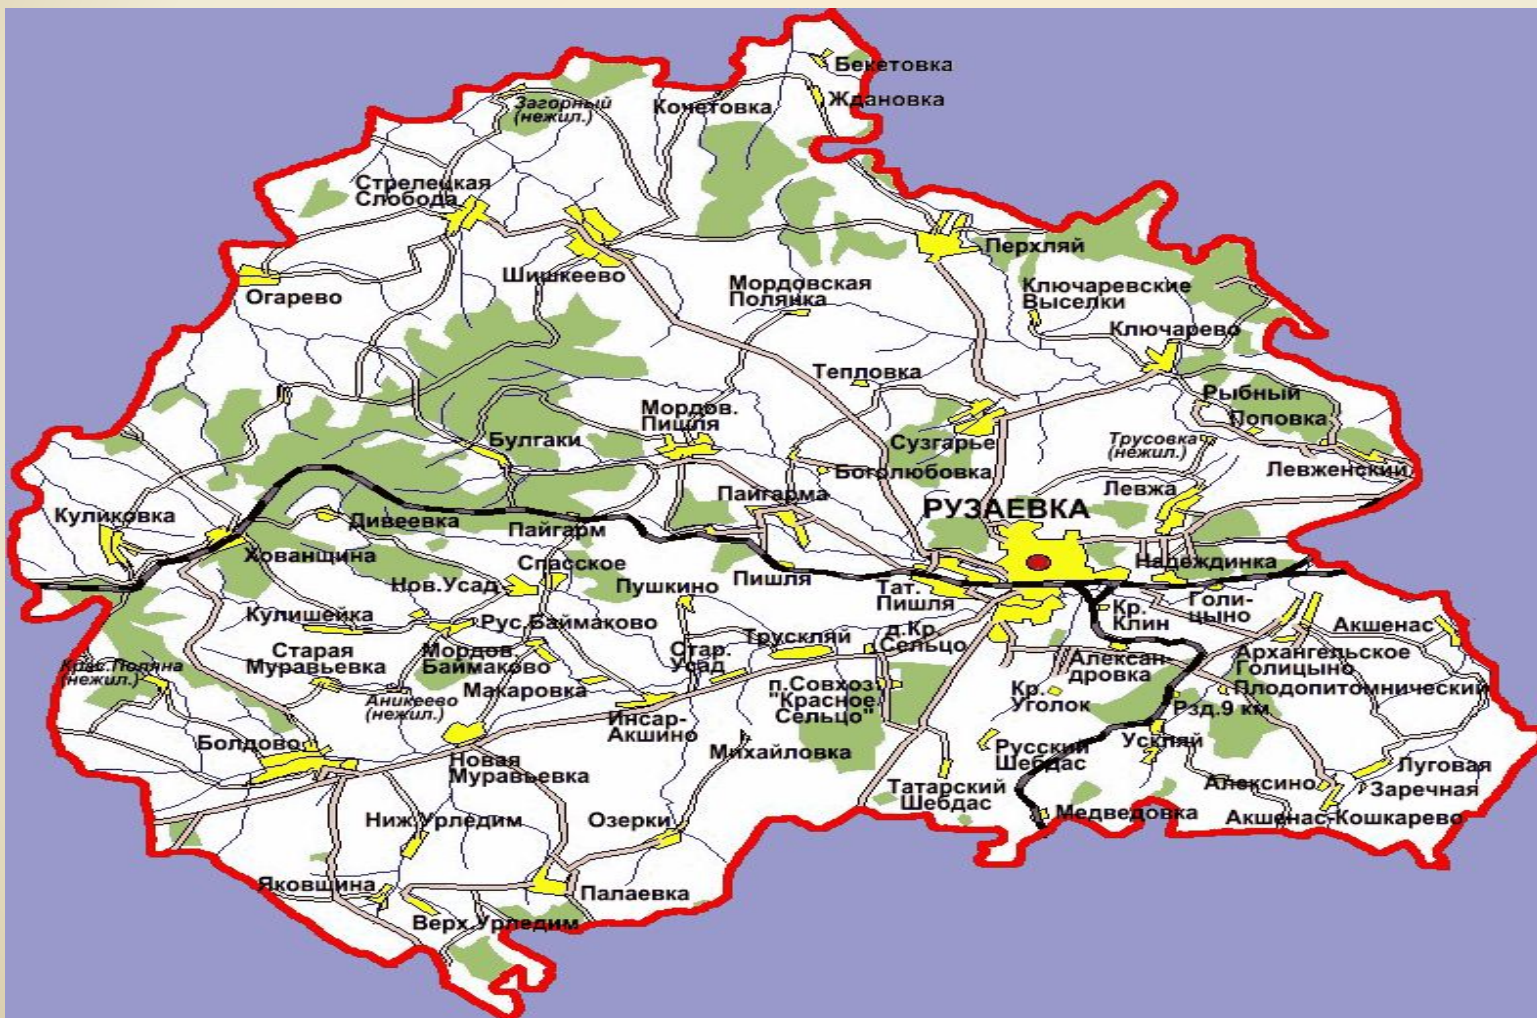 Бекетовка
Ждановка
Загорный
(нежил.)
Кочетовка
Стрелецкая
Слобода
Перхляй
Шишкеево
Огарево
Мордовская
Полянка
Ключаревские
Выселки
Ключарево
Тепловка
Рыбный
Поповка
Мордов.
Пишля
Булгаки
Сузгарье
Трусовка
(нежил.)
Боголюбовка
Левженский
Пайгарма
Левжа
РУЗАЕВКА
Куликовка
Дивеевка
Пайгарм
Хованщина
Спасское
Надеждинка
Нов.Усад
Пушкино
Пишля
Тат.
Пишля
Голи-
цыно
Кр.
Клин
Кулишейка
Рус.Баймаково
Акшенас
Трускляй
д.Кр.
Сельцо
Старая
Муравьевка
Мордов.
Баймаково
Стар.
Усад
Алексан-
дровка
Архангельское
Голицыно
Крас.Поляна
(нежил.)
Макаровка
п.Совхоз
"Красное
Сельцо"
Кр.
Уголок
Плодопитомнический
Аникеево
(нежил.)
Рзд.9 км
Инсар-
Акшино
Болдово
Михайловка
Русский
Шебдас
Ускляй
Новая
Муравьевка
Луговая
Татарский
Шебдас
Алексино
Заречная
Медведовка
Акшенас-Кошкарево
Ниж.Урледим
Озерки
Яковщина
Палаевка
Верх.Урледим